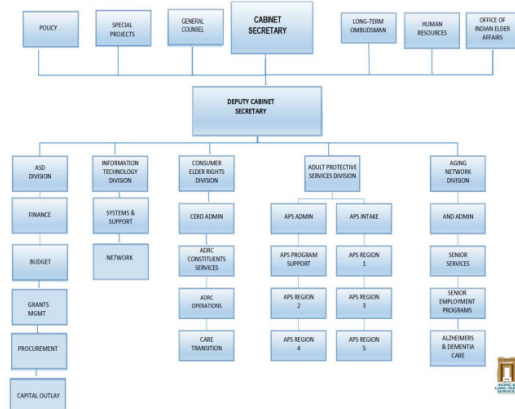 POLICY
SPECIAL
PROJECTS
GENERAL
COUNSEL
CABINET
SECRETARY
LONG-TERM
OMBUDSMAN
HUMAN
RESOURCES
OFFICE OF
INDIAN ELDER
AFFAIRS
DEPUTY CABINET
SECRETARY
ASD
DIVISION
INFORMATION
TECHNOLOGY
DIVISION
CONSUMER
ELDER RIGHTS
DIVISION
ADULT PROTECTIVE
SERVICES DIVISION
AGING
NETWORK
DIVISION
FINANCE
SYSTEMS &
SUPPORT
CERD ADMIN
APS ADMIN
APS INTAKE
AND ADMIN
BUDGET
NETWORK
ADRC
CONSTITUENTS
SERVICES
APS PROGRAM
SUPPORT
APS REGION
1
SENIOR
SERVICES
GRANTS
MGMT
ADRC
OPERATIONS
APS REGION
2
APS REGION
3
SENIOR
EMPLOYMENT
PROGRAMS
PROCUREMENT
CARE
TRANSITION
APS REGION
4
APS REGION
5
ALZHEIMERS
& DEMENTIA
CARE
CAPITAL OUTLAY
AGING &
LONG-TERM
SERVICES